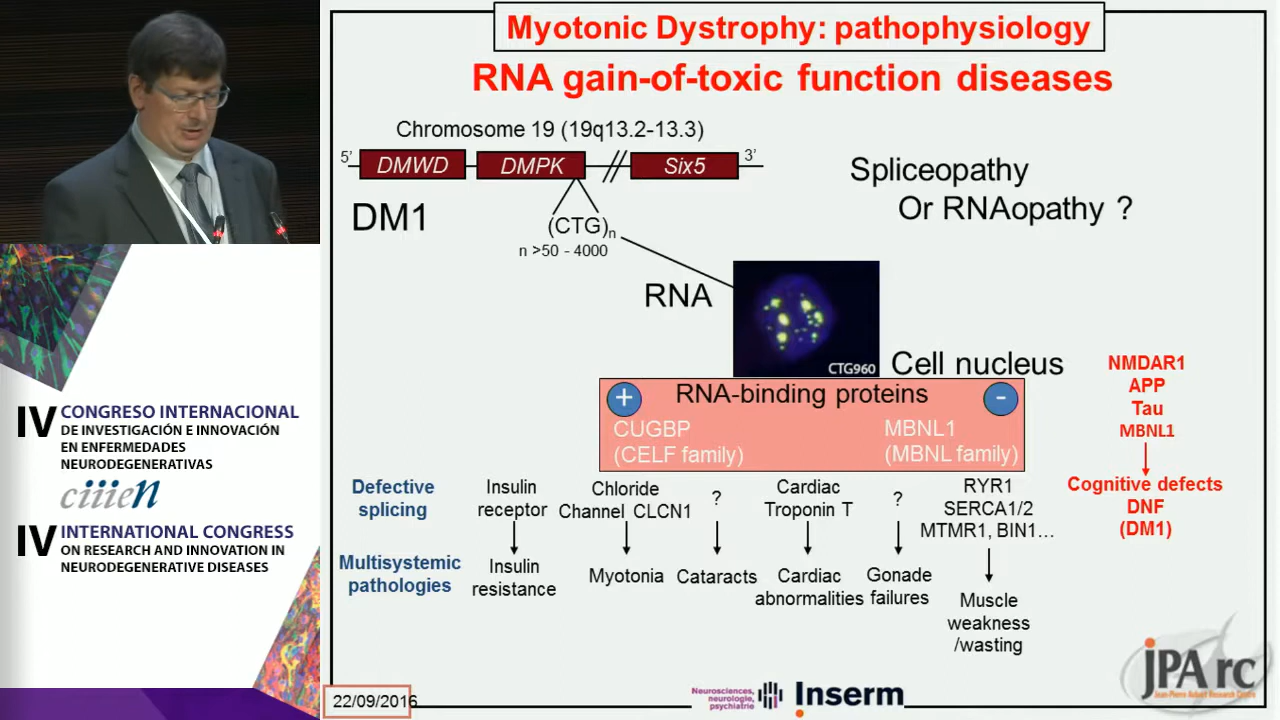 Myotonic Dystrophy: pathophysiology
RNA gain-of-toxic function diseases
Chromosome 19 (19q13.2-13.3)
5’ DMWD DMPK Six5 3’
DM1
(CTG)n
n >50 - 4000
Spliceopathy
Or RNAopathy ?
RNA
CTG960
Cell nucleus
+ RNA-binding proteins -
CUGBP
(CELF family)
MBNL1
(MBNL family)
NMDAR1
APP
Tau
MBNL1
Cognitive defects
DNF
(DM1)
Defective
splicing
Insulin
receptor
Chloride
Channel CLCN1
?
Cardiac
Troponin T
?
RYR1
SERCA1/2
MTMR1, BIN1…
Multisystemic
pathologies
Insulin
resistance
Myotonia
Cataracts
Cardiac
abnormalities
Gonade
failures
Muscle
weakness
/wasting
22/09/2016
Neurosciences,
neurologie,
psychiatrie
Inserm
JPArc
Jean-Pierre Aubert Research Centre
IV CONGRESO INTERNACIONAL
DE INVESTIGACIÓN E INNOVACIÓN
EN ENFERMEDADES
NEURODEGENERATIVAS
ciiien
IV INTERNATIONAL CONGRESS
ON RESEARCH AND INNOVATION IN
NEURODEGENERATIVE DISEASES